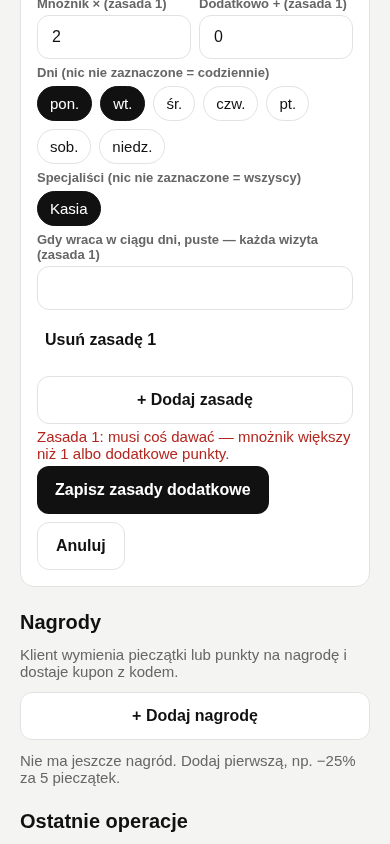 Mnożnik × (zasada 1)
Dodatkowo + (zasada 1)
2
0
Dni (nic nie zaznaczone = codziennie)
pon.
wt.
śr.
czw.
pt.
sob.
niedz.
Specjaliści (nic nie zaznaczone = wszyscy)
Kasia
Gdy wraca w ciągu dni, puste — każda wizyta
(zasada 1)
Usuń zasadę 1
+ Dodaj zasadę
Zasada 1: musi coś dawać — mnożnik większy
niż 1 albo dodatkowe punkty.
Zapisz zasady dodatkowe
Anuluj
Nagrody
Klient wymienia pieczątki lub punkty na nagrodę i
dostaje kupon z kodem.
+ Dodaj nagrodę
Nie ma jeszcze nagród. Dodaj pierwszą, np. −25%
za 5 pieczątek.
Ostatnie operacje